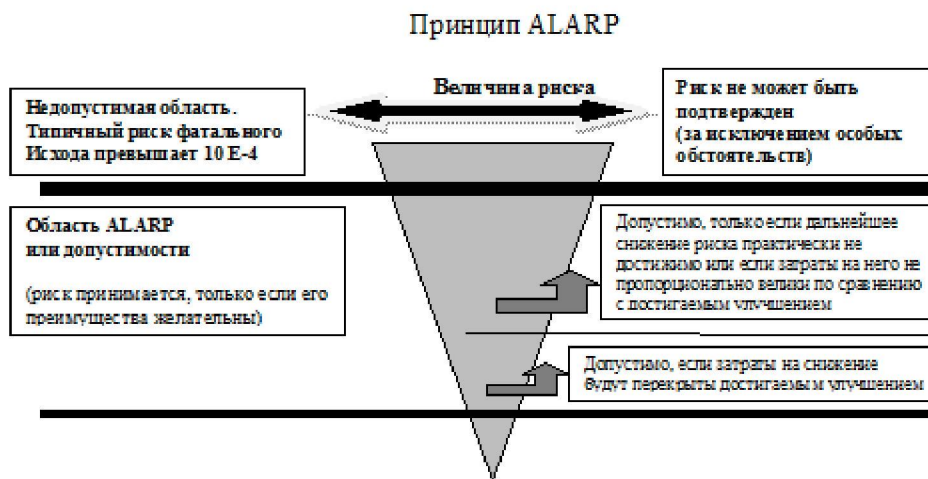 Принцип ALARP
Величина риска
Недопустимая область.
Типичный риск фатального
Исхода превышает 10 E-4
Риск не может быть
подтвержден
(за исключением особых
обстоятельств)
Область ALARP
или допустимости
(риск принимается, только если его
преимущества желательны)
Допустимо, только если дальнейшее
снижение риска практически не
достижимо или если затраты на него не
пропорционально велики по сравнению
с достигаемым улучшением
Допустимо, если затраты на снижение
будут перекрыты достигаемым улучшением